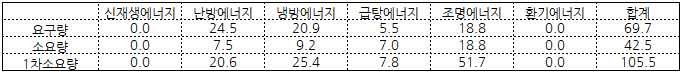 신재생에너지 난방에너지 냉방에너지 급탕에너지 조명에너지 환기에너지 합계
요구량 0.0 24.5 20.9 5.5 18.8 0.0 69.7
소요량 0.0 7.5 9.2 7.0 18.8 0.0 42.5
1차소요량 0.0 20.6 25.4 7.8 51.7 0.0 105.5